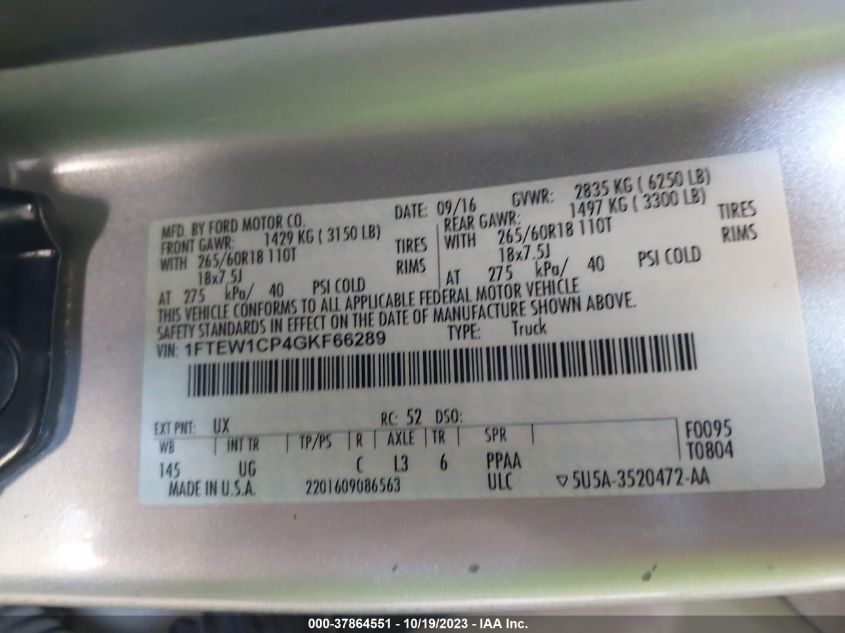 MFD. BY FORD MOTOR CO.
DATE: 09/16
GVWR: 2835 KG ( 6250 LB)
FRONT GAWR: 1429 KG ( 3150 LB)
REAR GAWR: 1497 KG ( 3300 LB)
WITH 265/60R18 110T TIRES
WITH 265/60R18 110T TIRES
18x7.5J RIMS
18x7.5J RIMS
AT 275 kPa/ 40 PSI COLD
AT 275 kPa/ 40 PSI COLD
THIS VEHICLE CONFORMS TO ALL APPLICABLE FEDERAL MOTOR VEHICLE
SAFETY STANDARDS IN EFFECT ON THE DATE OF MANUFACTURE SHOWN ABOVE.
VIN: 1FTEW1CP4GKF66289
TYPE: Truck
EXT PNT: UX RC: 52 DSO:
WB INT TR TP/PS R AXLE TR SPR F0095
145 UG C L3 6 PPAA T0804
MADE IN U.S.A. 2201609086563 ULC ▽5U5A-3520472-AA
000-37864551 - 10/19/2023 - IAA Inc.